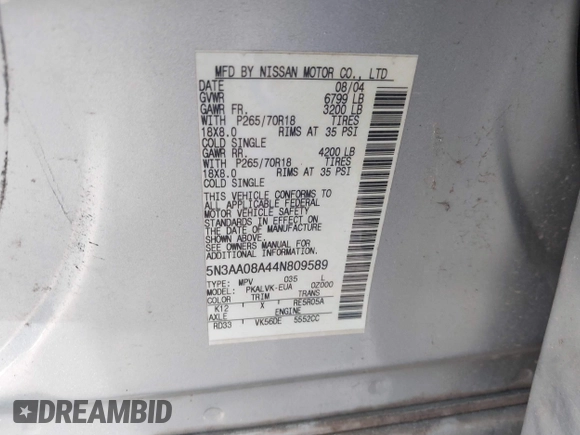 MFD BY NISSAN MOTOR CO., LTD
DATE 08/04
GVWR 6799 LB
GAWR FR. 3200 LB
WITH P265/70R18 TIRES
18X8.0 RIMS AT 35 PSI
COLD SINGLE
GAWR RR. 4200 LB
WITH P265/70R18 TIRES
18X8.0 RIMS AT 35 PSI
COLD SINGLE
THIS VEHICLE CONFORMS TO
ALL APPLICABLE FEDERAL
MOTOR VEHICLE SAFETY
STANDARDS IN EFFECT ON
THE DATE OF MANUFACTURE
SHOWN ABOVE.
SEE OWNERS MANUAL FOR
ADDITIONAL INFORMATION.
5N3AA08A44N809589
TYPE MPV 035 L
MODEL PKALVK-EUA 0Z000
COLOR TRIM TRANS
K12 X RE5R05A
AXLE ENGINE
RD33 VK56DE 5552CC
DREAMBID